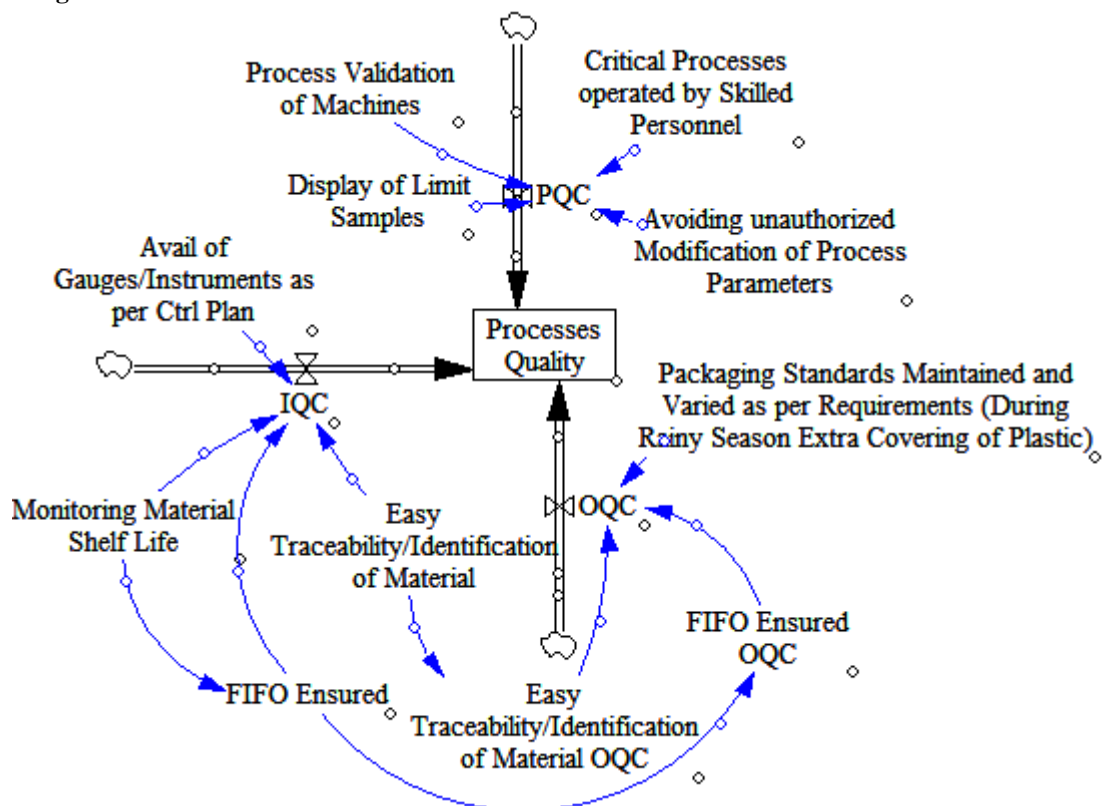 Process Validation
of Machines
Critical Processes
operated by Skilled
Personnel
Display of Limit
Samples
PQC
Avoiding unauthorized
Modification of Process
Parameters
Avail of
Gauges/Instruments as
per Ctrl Plan
Processes
Quality
IQC
Packaging Standards Maintained and
Varied as per Requirements (During
Rainy Season Extra Covering of Plastic)
Monitoring Material
Shelf Life
Easy
Traceability/Identification
of Material
OQC
FIFO Ensured
OQC
FIFO Ensured
Easy
Traceability/Identification
of Material OQC